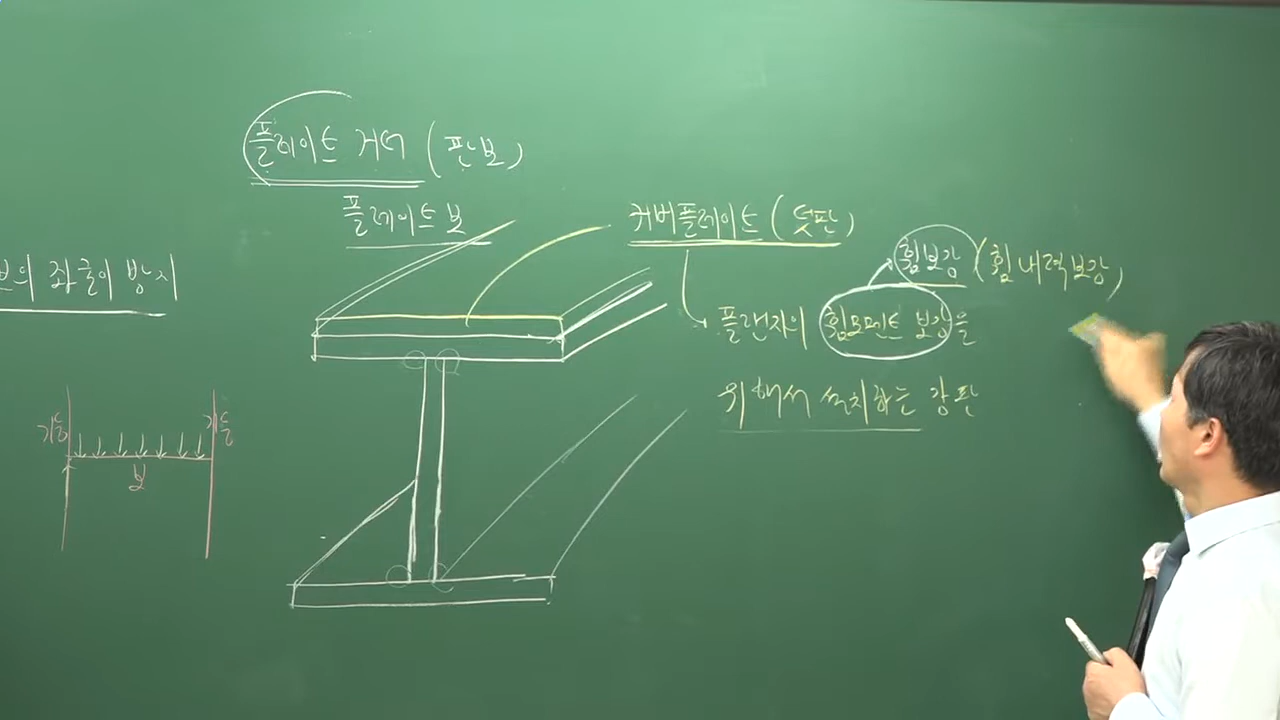 플레이트 거더 (판보)
플레이트 보
커버플레이트 (덧판)
휨보강 (휨내력보강)
플랜지의 휨모멘트 보강을
위해서 설치하는 강판
보의 좌굴이 방지
기둥
기둥
보